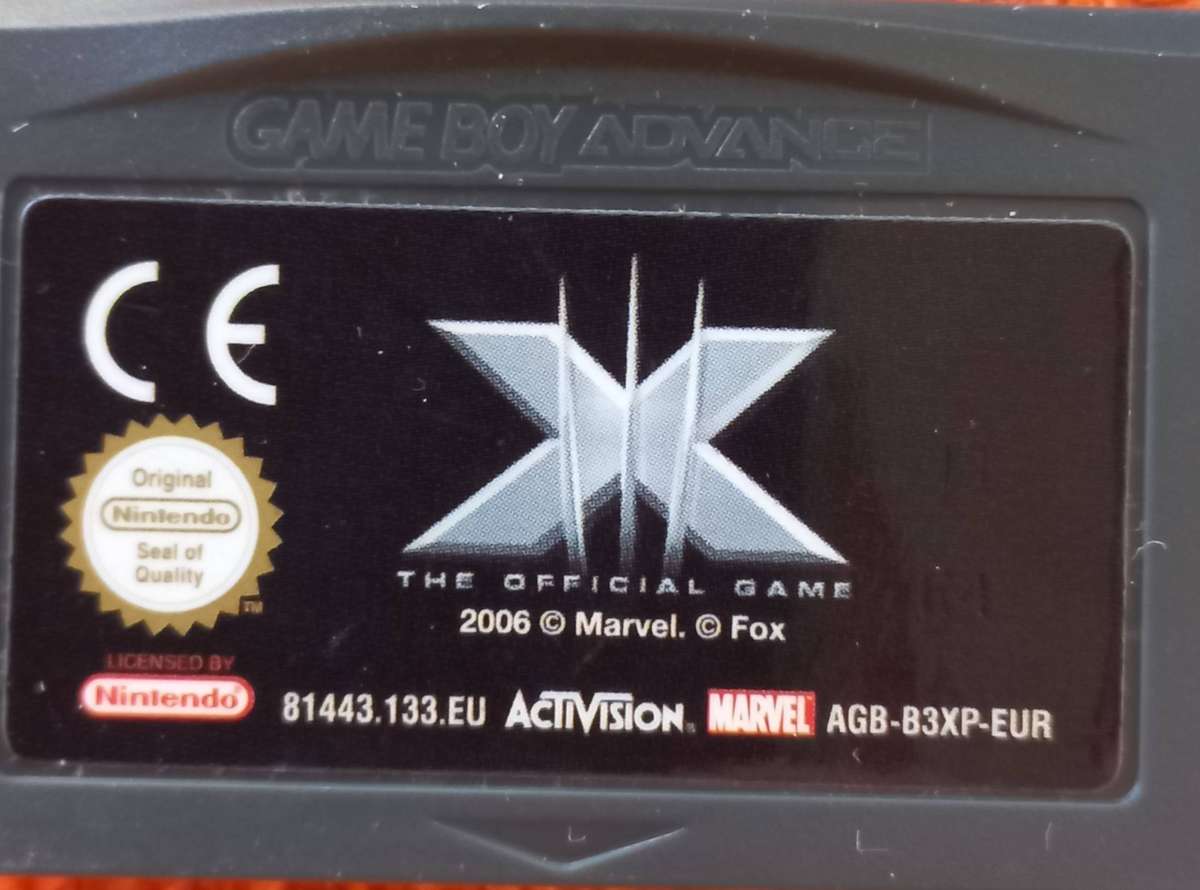 GAME BOY ADVANCE
CE
Original
Nintendo
Seal of
Quality
TM
X
THE OFFICIAL GAME
2006 © Marvel. © Fox
LICENSED BY
Nintendo®
81443.133.EU ACTIVISION® MARVEL AGB-B3XP-EUR